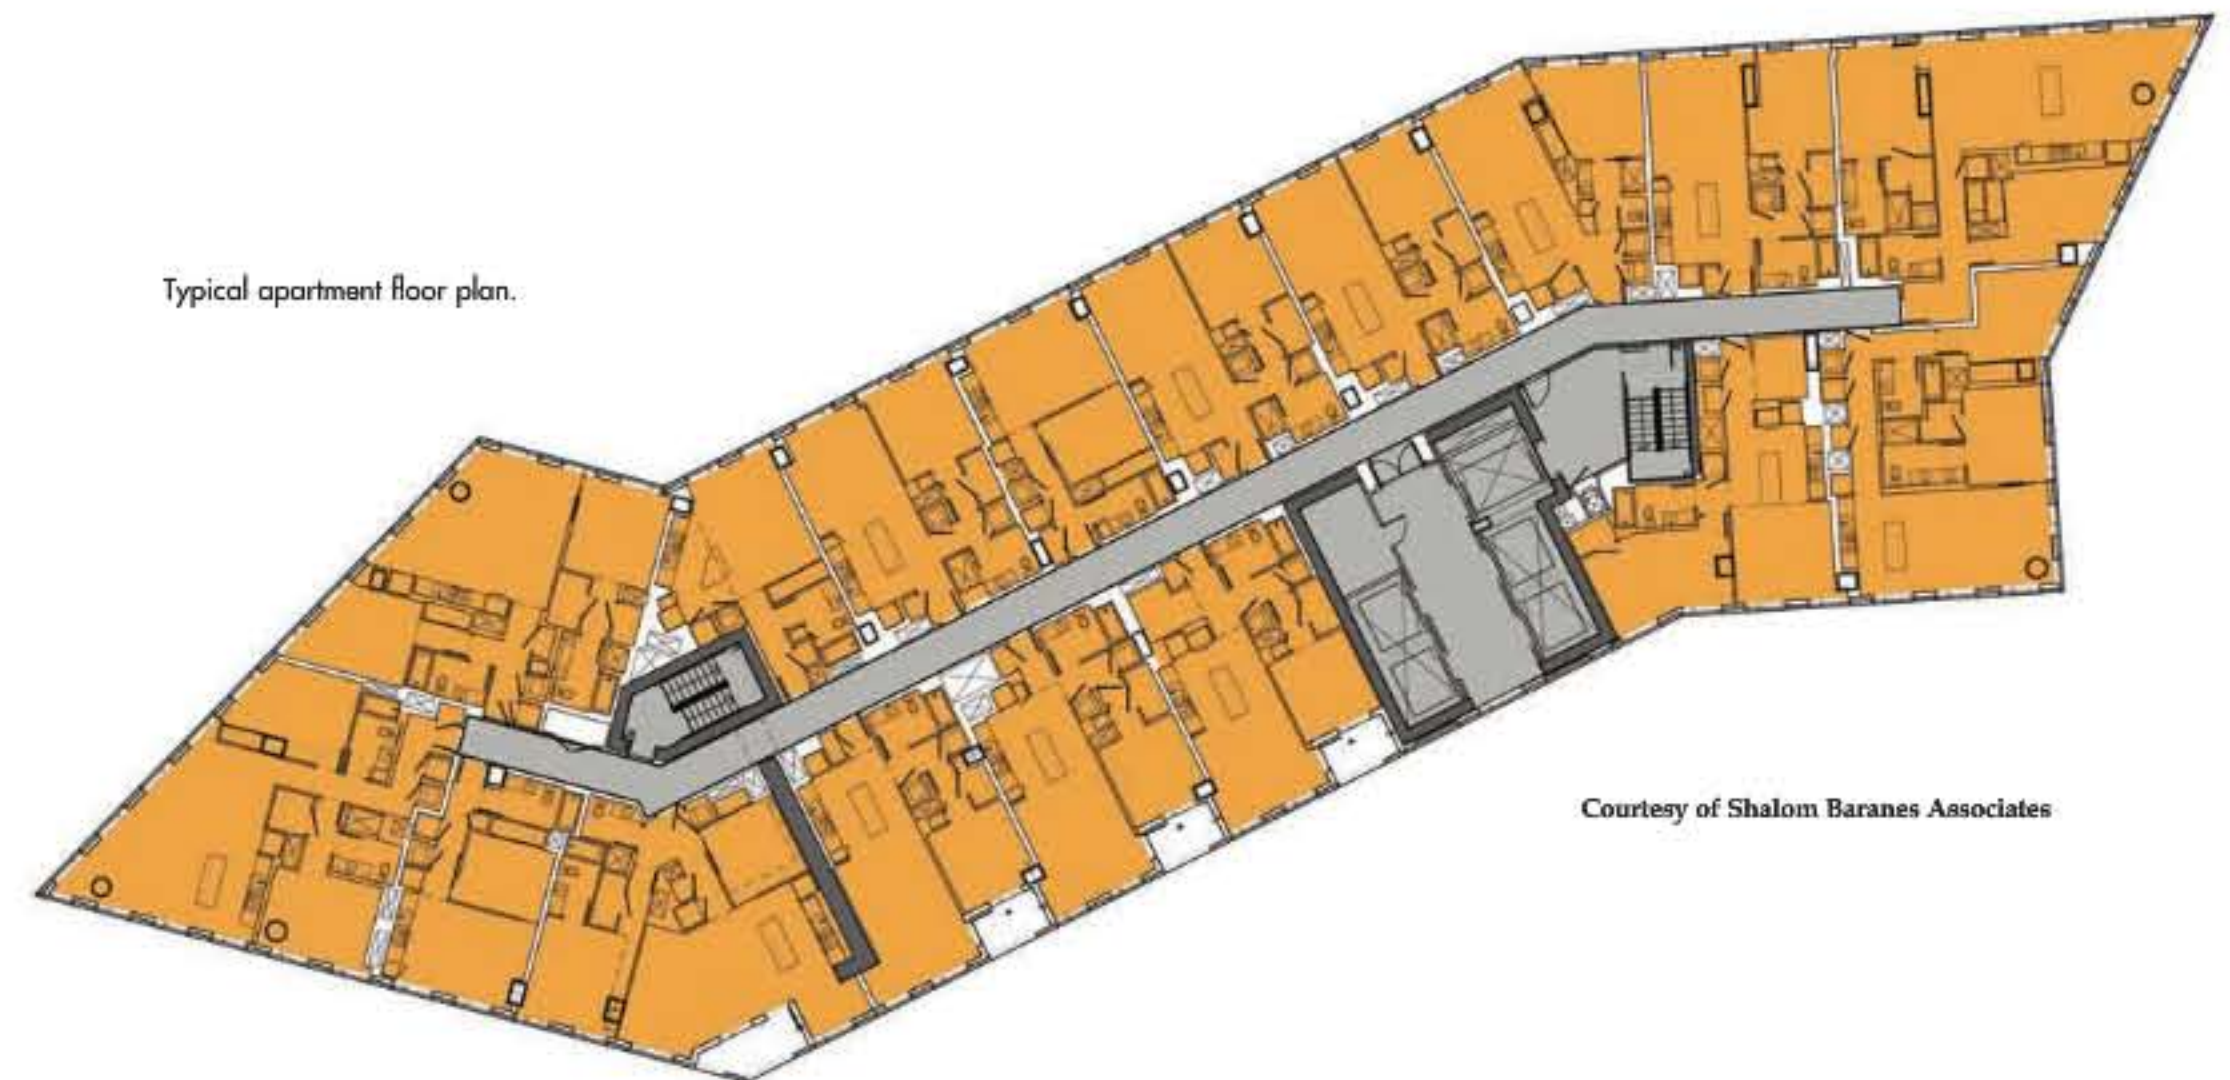 Typical apartment floor plan.
Courtesy of Shalom Baranes Associates